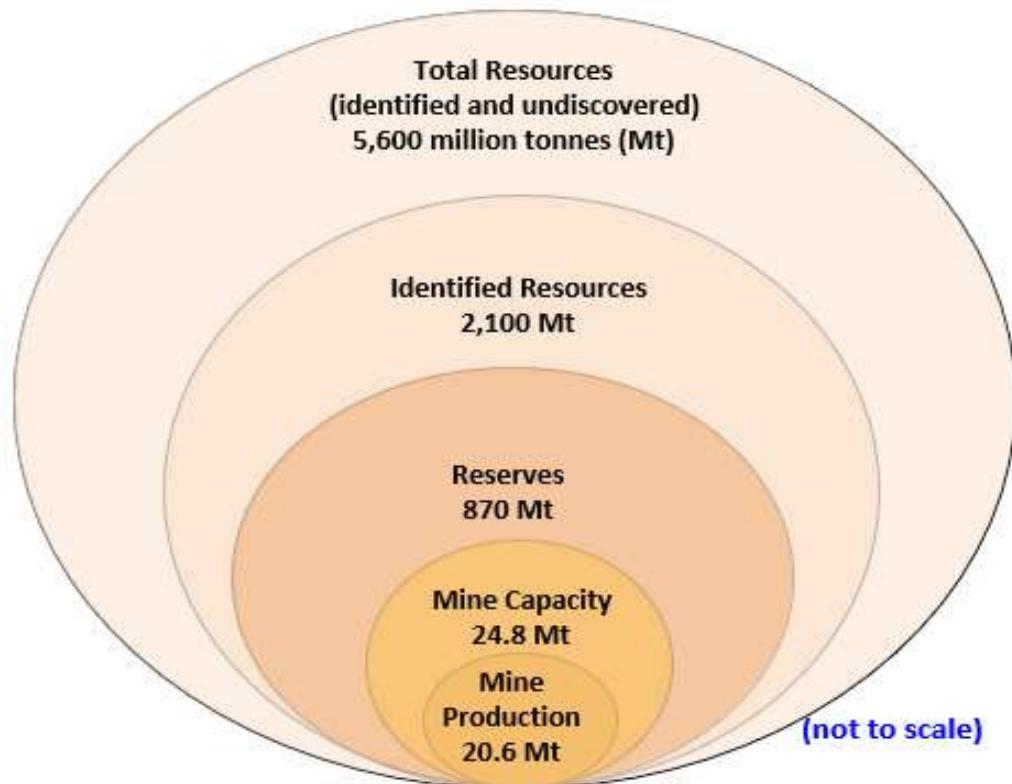 Total Resources
(identified and undiscovered)
5,600 million tonnes (Mt)
Identified Resources
2,100 Mt
Reserves
870 Mt
Mine Capacity
24.8 Mt
Mine
Production
20.6 Mt
(not to scale)